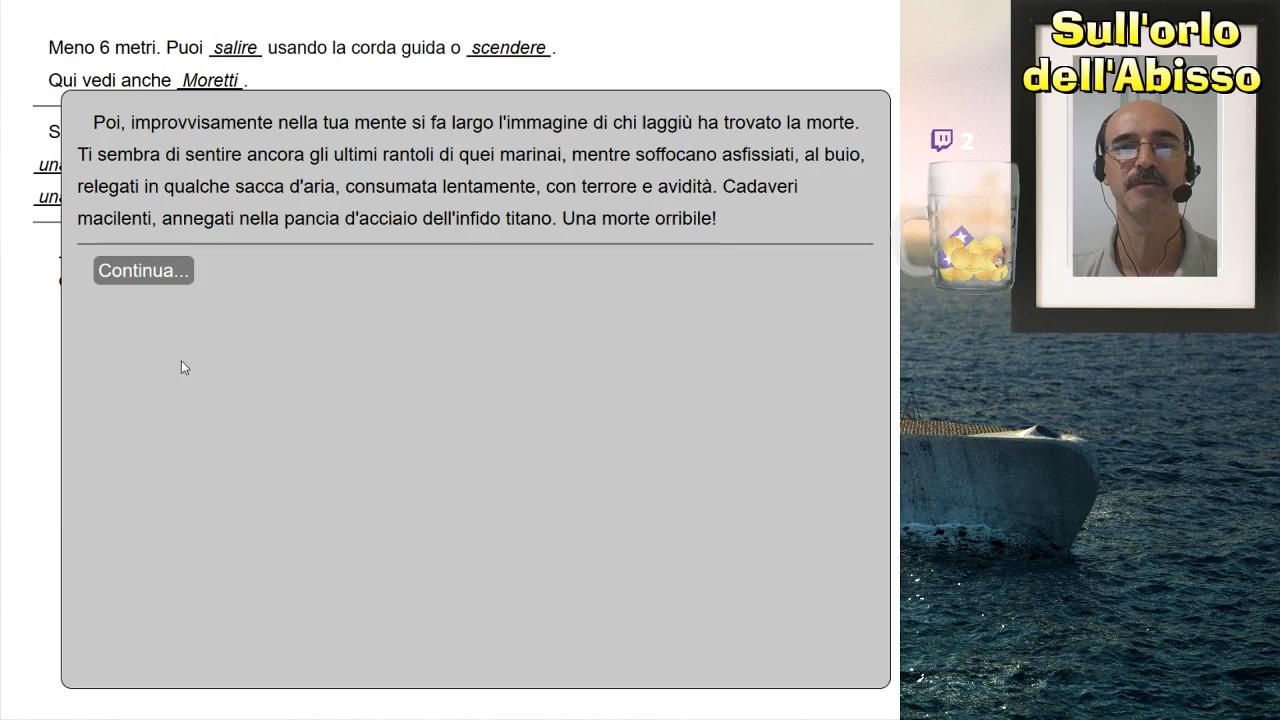 Meno 6 metri. Puoi salire usando la corda guida o scendere.
Qui vedi anche Moretti.
S
una
una
Poi, improvvisamente nella tua mente si fa largo l'immagine di chi laggiù ha trovato la morte.
Ti sembra di sentire ancora gli ultimi rantoli di quei marinai, mentre soffocano asfissiati, al buio,
relegati in qualche sacca d'aria, consumata lentamente, con terrore e avidità. Cadaveri
macilenti, annegati nella pancia d'acciaio dell'infido titano. Una morte orribile!
Continua...
Sull'orlo
dell'Abisso
2